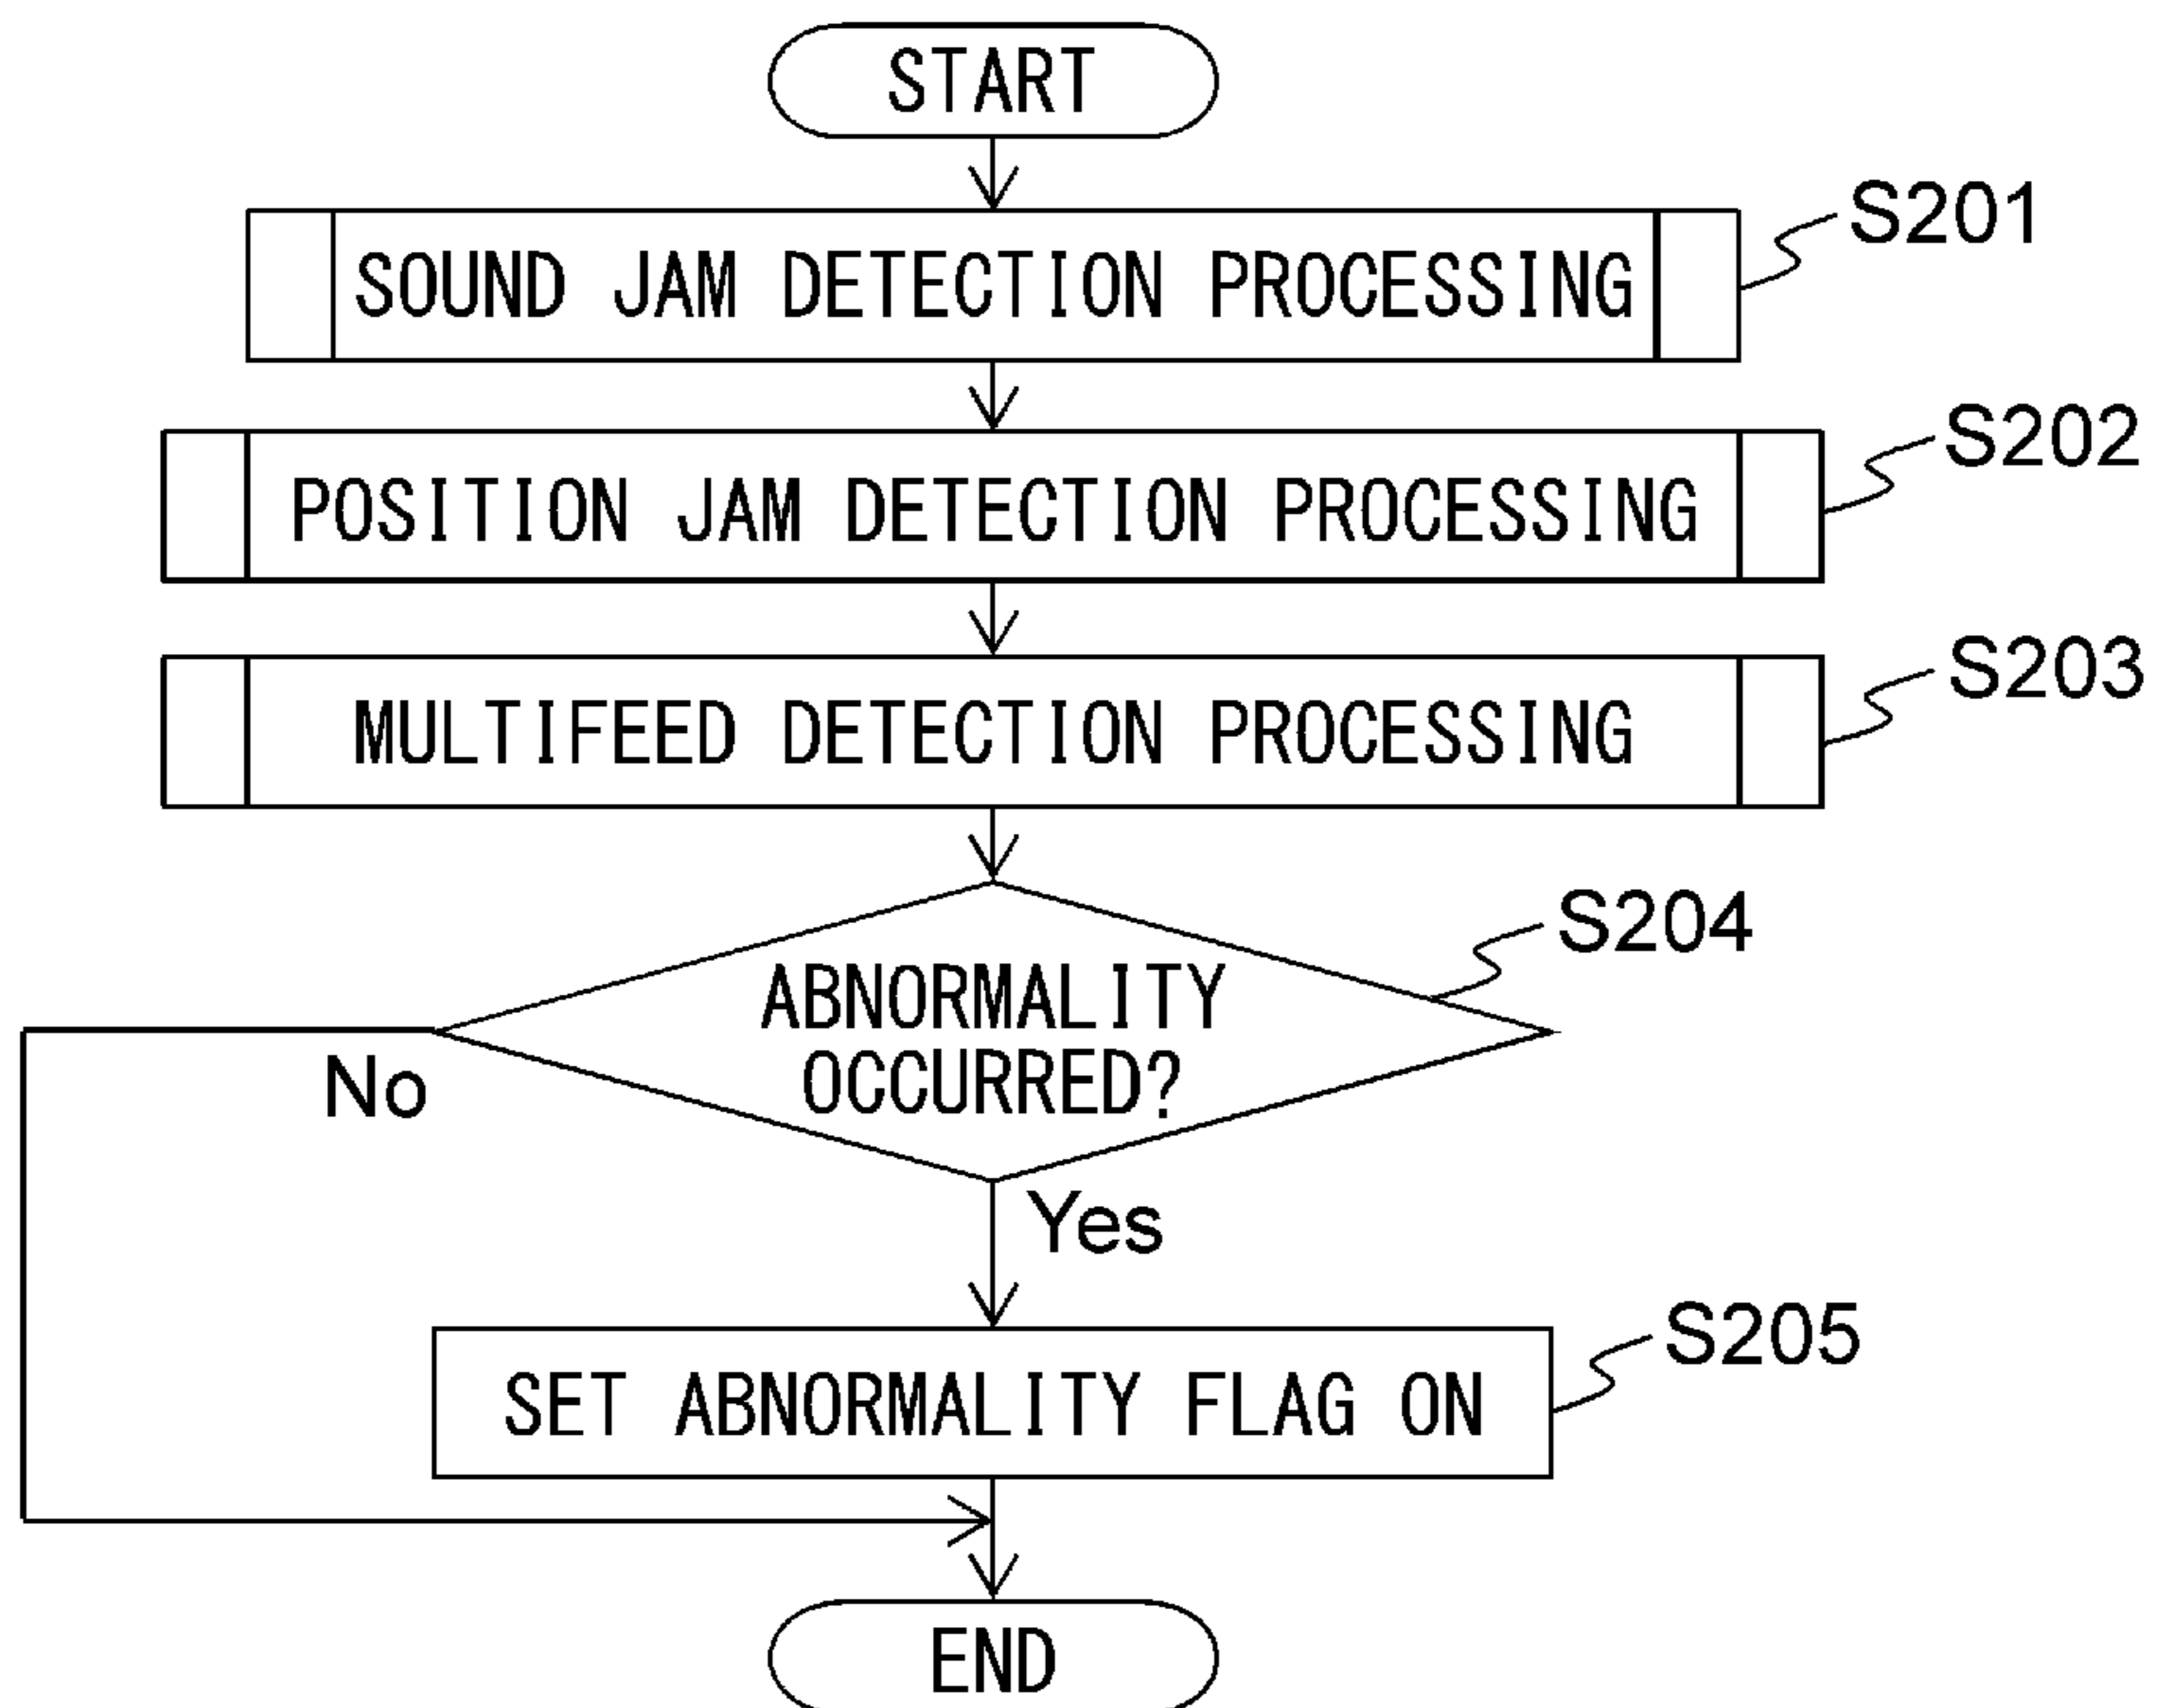 START
SOUND JAM DETECTION PROCESSING
S201
POSITION JAM DETECTION PROCESSING
S202
MULTIFEED DETECTION PROCESSING
S203
ABNORMALITY
OCCURRED?
S204
No
Yes
SET ABNORMALITY FLAG ON
S205
END